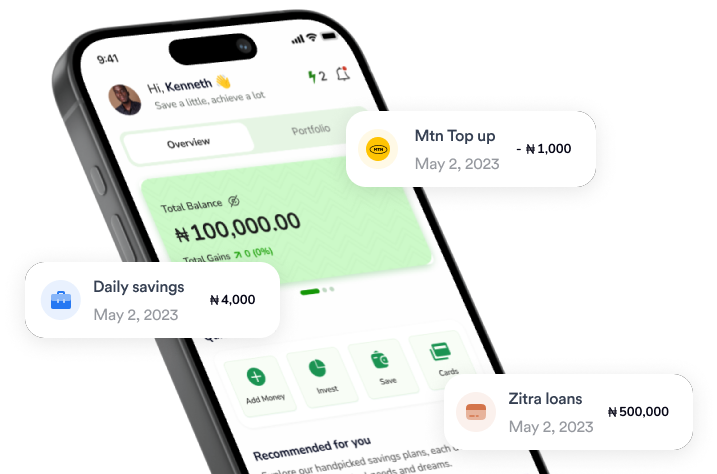 9:41
Hi, Kenneth 👋
Save a little, achieve a lot
2
Overview
Portfolio
Mtn Top up
May 2, 2023
- ₦1,000
MTN
Total Balance
₦100,000.00
Total Gains ↗ 0 (0%)
Daily savings
May 2, 2023
₦4,000
Add Money
Invest
Save
Cards
Zitra loans
May 2, 2023
₦500,000
Recommended for you
Explore our handpicked savings plans, each
needs and dreams.